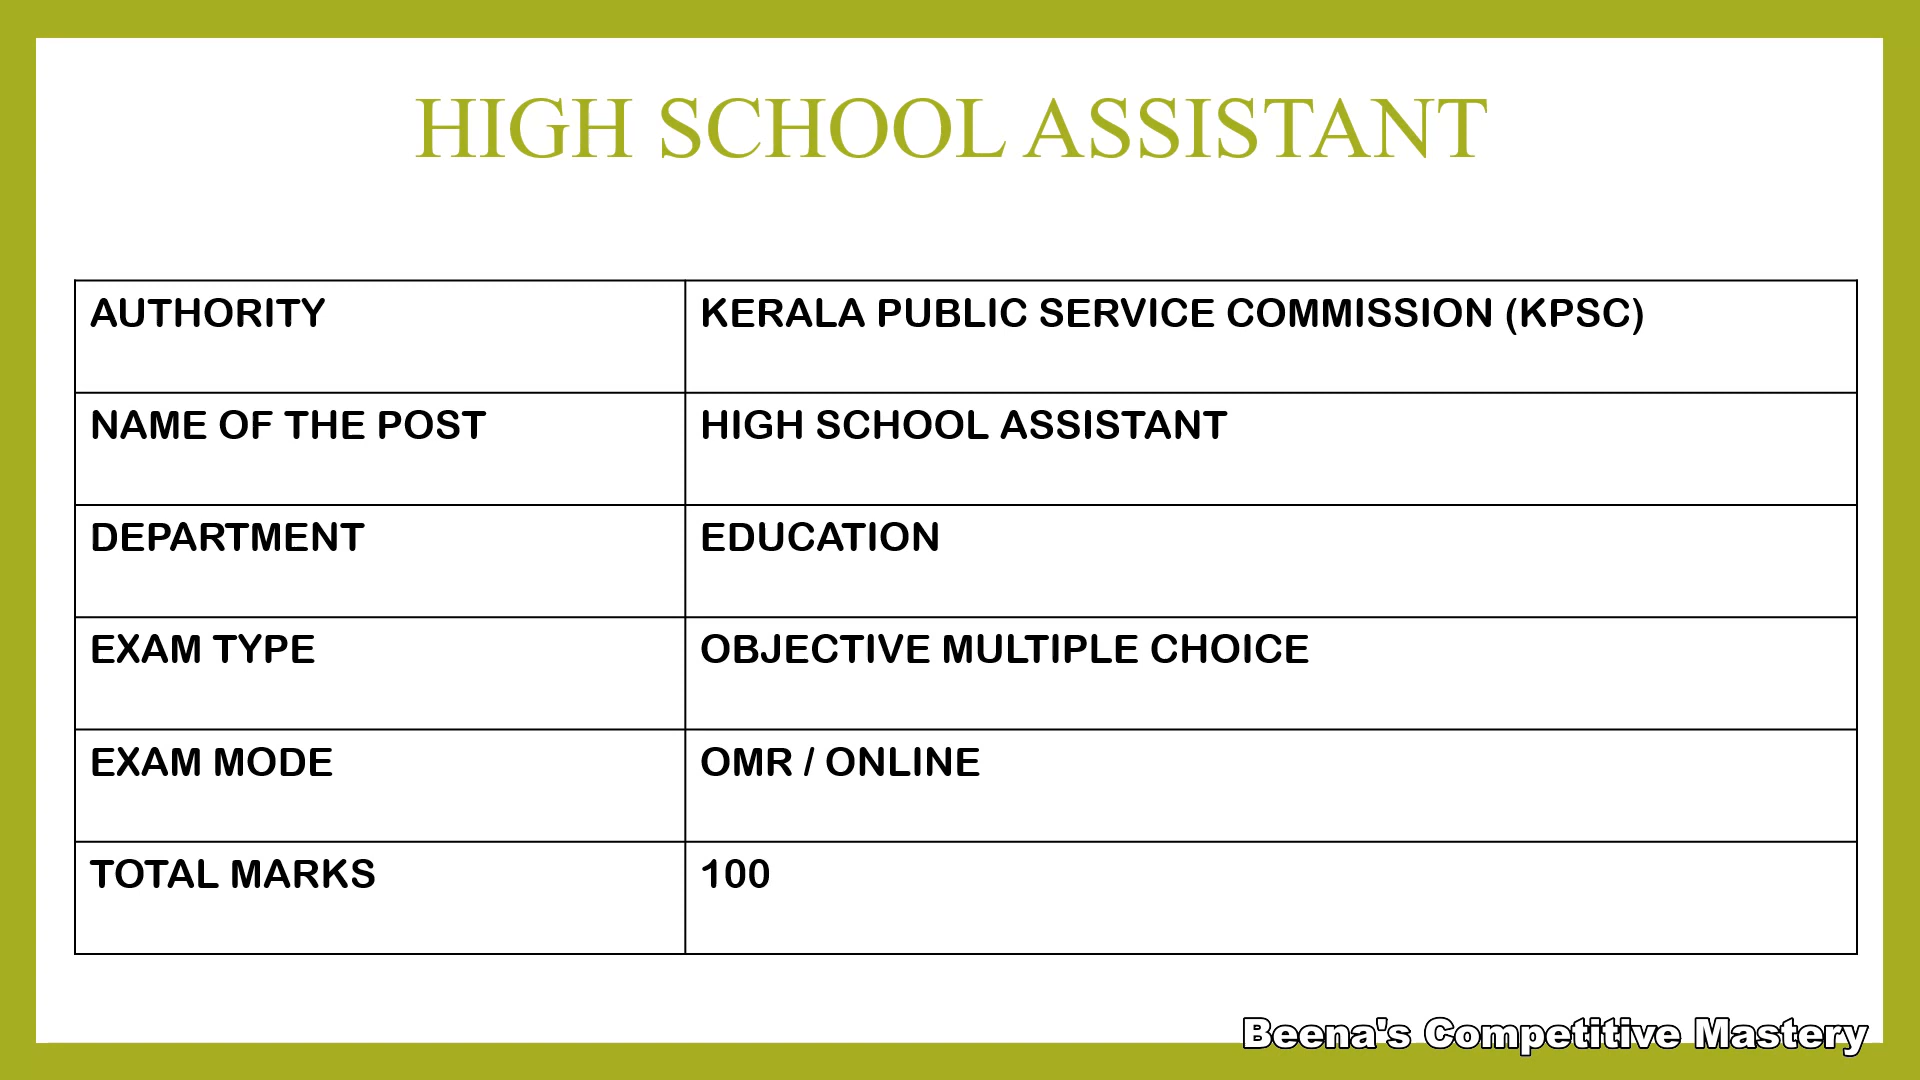 HIGH SCHOOL ASSISTANT
AUTHORITY
KERALA PUBLIC SERVICE COMMISSION (KPSC)
NAME OF THE POST
HIGH SCHOOL ASSISTANT
DEPARTMENT
EDUCATION
EXAM TYPE
OBJECTIVE MULTIPLE CHOICE
EXAM MODE
OMR / ONLINE
TOTAL MARKS
100
Beena's Competitive Mastery